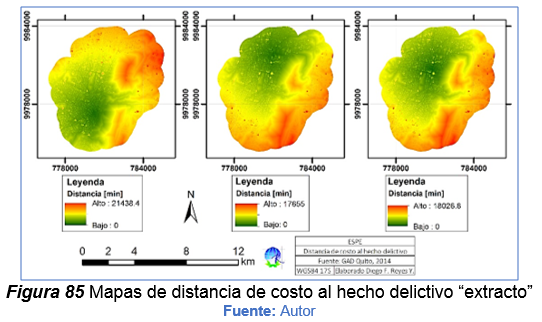 9984000
9978000
9984000
9978000
778000 784000 778000 784000 778000 784000
Leyenda
Distancia [min]
Alto : 21438.4
Bajo : 0
Leyenda
Distancia [min]
Alto : 17655
Bajo : 0
Leyenda
Distancia [min]
Alto : 18026.6
Bajo : 0
N
0 2 4 8 12
km
ESPE
Distancia de costo al hecho delictivo
Fuente: GAD Quito, 2014
WGS84 17S Elaborado Diego F. Reyes Y.
Figura 85 Mapas de distancia de costo al hecho delictivo “extracto”
Fuente: Autor